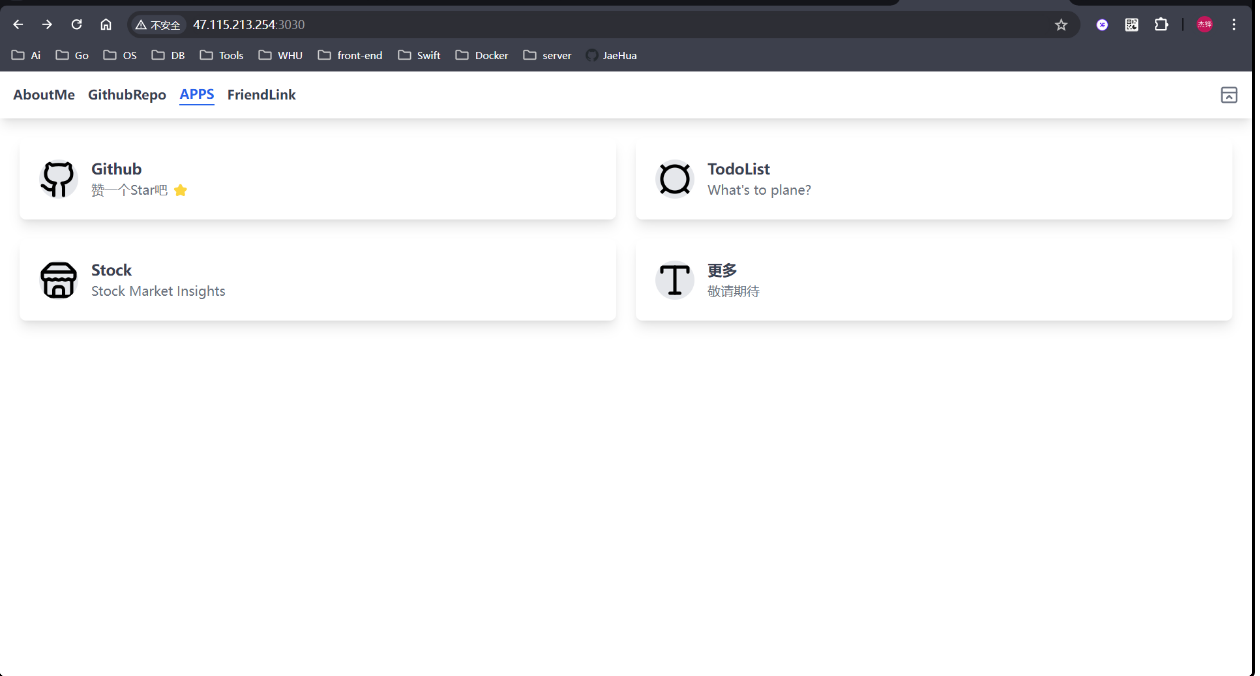 不安全 47.115.213.254:3030 杰锋
Ai Go OS DB Tools WHU front-end Swift Docker server JaeHua
AboutMe GithubRepo APPS FriendLink
Github
赞一个Star吧 ⭐
TodoList
What's to plane?
Stock
Stock Market Insights
更多
敬请期待